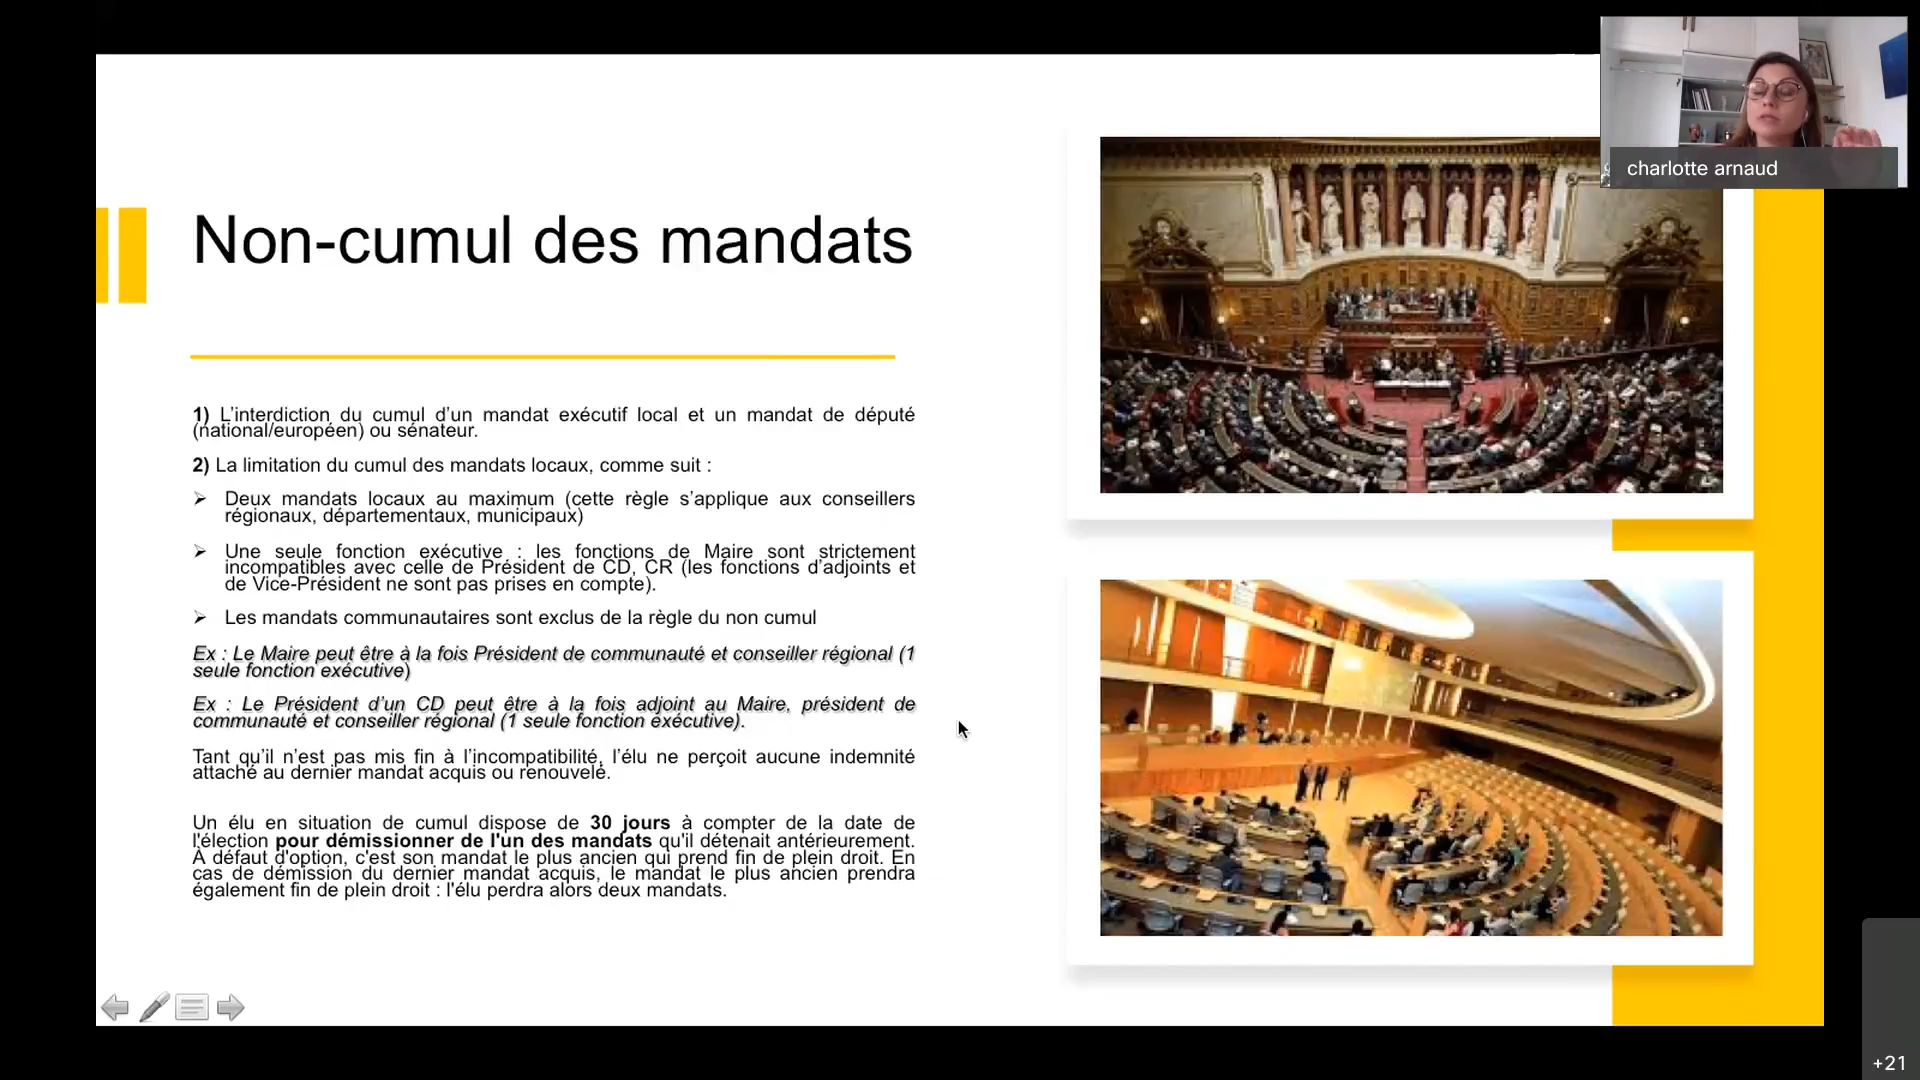 charlotte arnaud
Non-cumul des mandats
1) L’interdiction du cumul d’un mandat exécutif local et un mandat de député
(national/européen) ou sénateur.
2) La limitation du cumul des mandats locaux, comme suit :
➢ Deux mandats locaux au maximum (cette règle s’applique aux conseillers
régionaux, départementaux, municipaux)
➢ Une seule fonction exécutive : les fonctions de Maire sont strictement
incompatibles avec celle de Président de CD, CR (les fonctions d’adjoints et
de Vice-Président ne sont pas prises en compte).
➢ Les mandats communautaires sont exclus de la règle du non cumul
Ex : Le Maire peut être à la fois Président de communauté et conseiller régional (1
seule fonction exécutive)
Ex : Le Président d’un CD peut être à la fois adjoint au Maire, président de
communauté et conseiller régional (1 seule fonction exécutive).
Tant qu’il n’est pas mis fin à l’incompatibilité, l’élu ne perçoit aucune indemnité
attaché au dernier mandat acquis ou renouvelé.
Un élu en situation de cumul dispose de 30 jours à compter de la date de
l'élection pour démissionner de l'un des mandats qu'il détenait antérieurement.
À défaut d'option, c'est son mandat le plus ancien qui prend fin de plein droit. En
cas de démission du dernier mandat acquis, le mandat le plus ancien prendra
également fin de plein droit : l'élu perdra alors deux mandats.
+21